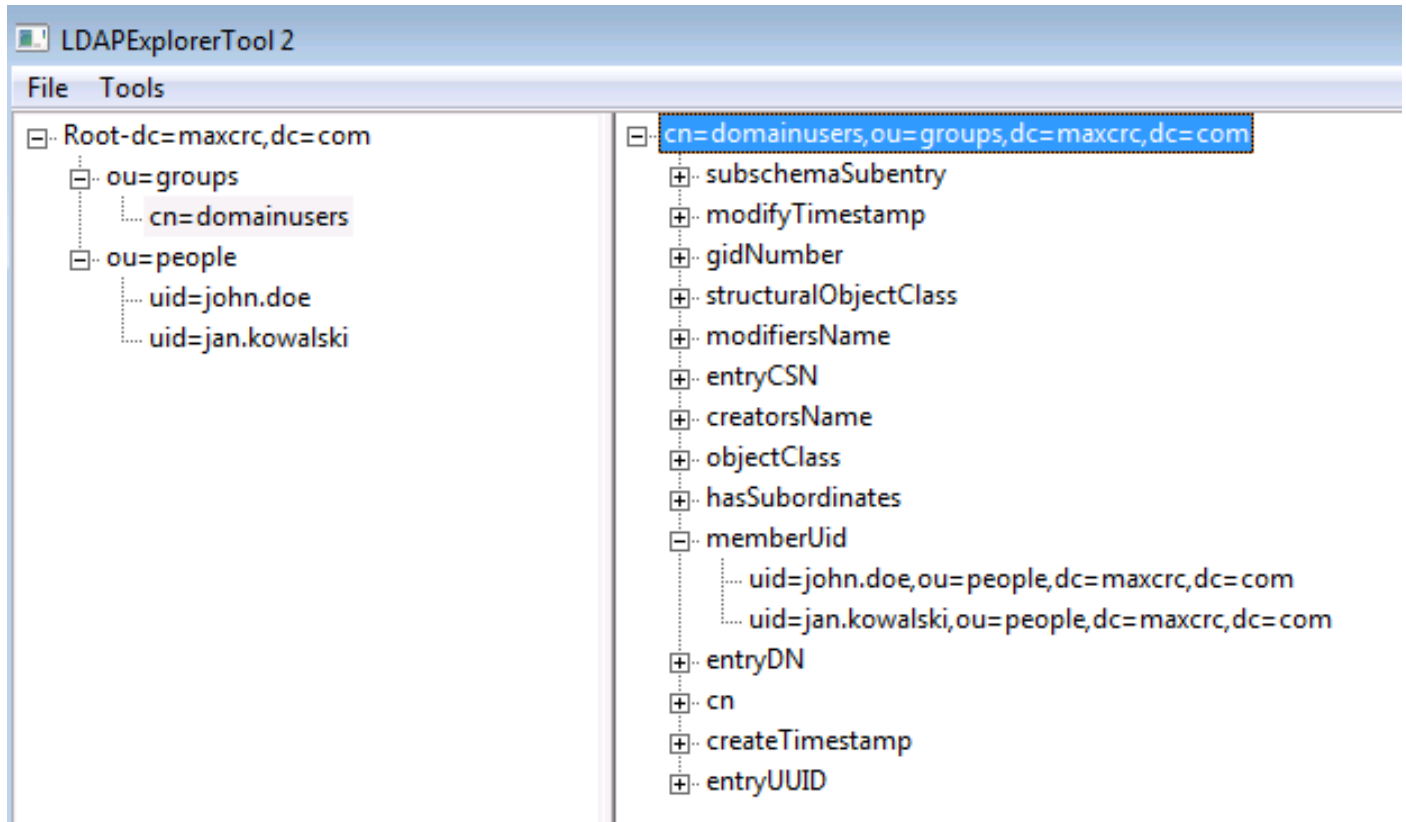 LDAPExplorerTool 2
File Tools
Root-dc=maxcrc,dc=com
ou=groups
cn=domainusers
ou=people
uid=john.doe
uid=jan.kowalski
cn=domainusers,ou=groups,dc=maxcrc,dc=com
subschemaSubentry
modifyTimestamp
gidNumber
structuralObjectClass
modifiersName
entryCSN
creatorsName
objectClass
hasSubordinates
memberUid
uid=john.doe,ou=people,dc=maxcrc,dc=com
uid=jan.kowalski,ou=people,dc=maxcrc,dc=com
entryDN
cn
createTimestamp
entryUUID